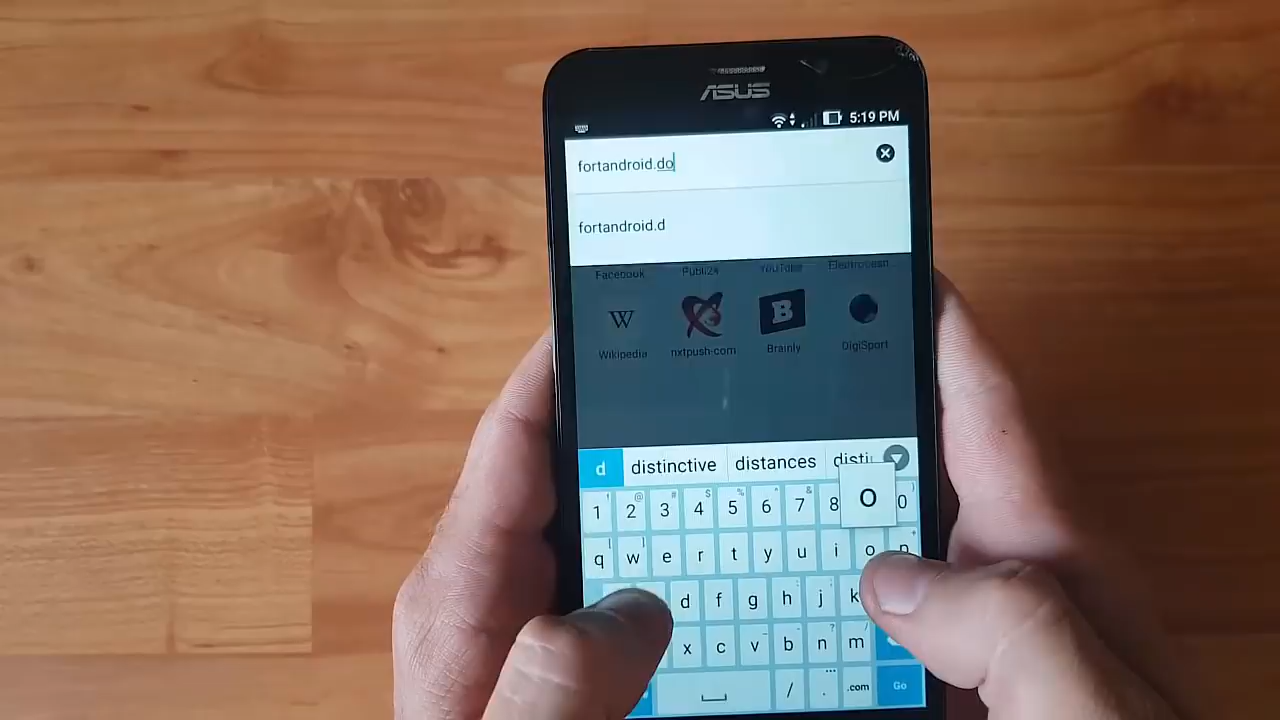 ASUS
5:19 PM
fortandroid.do
fortandroid.d
Facebook Publi24 YouTube Electrocasn...
W B
Wikipedia nxtpush-com Brainly DigiSport
d distinctive distances
O
1 2 3 4 5 6 7 8 0
q w e r t y u i o p
d f g h j k
x c v b n m
/ . .com Go